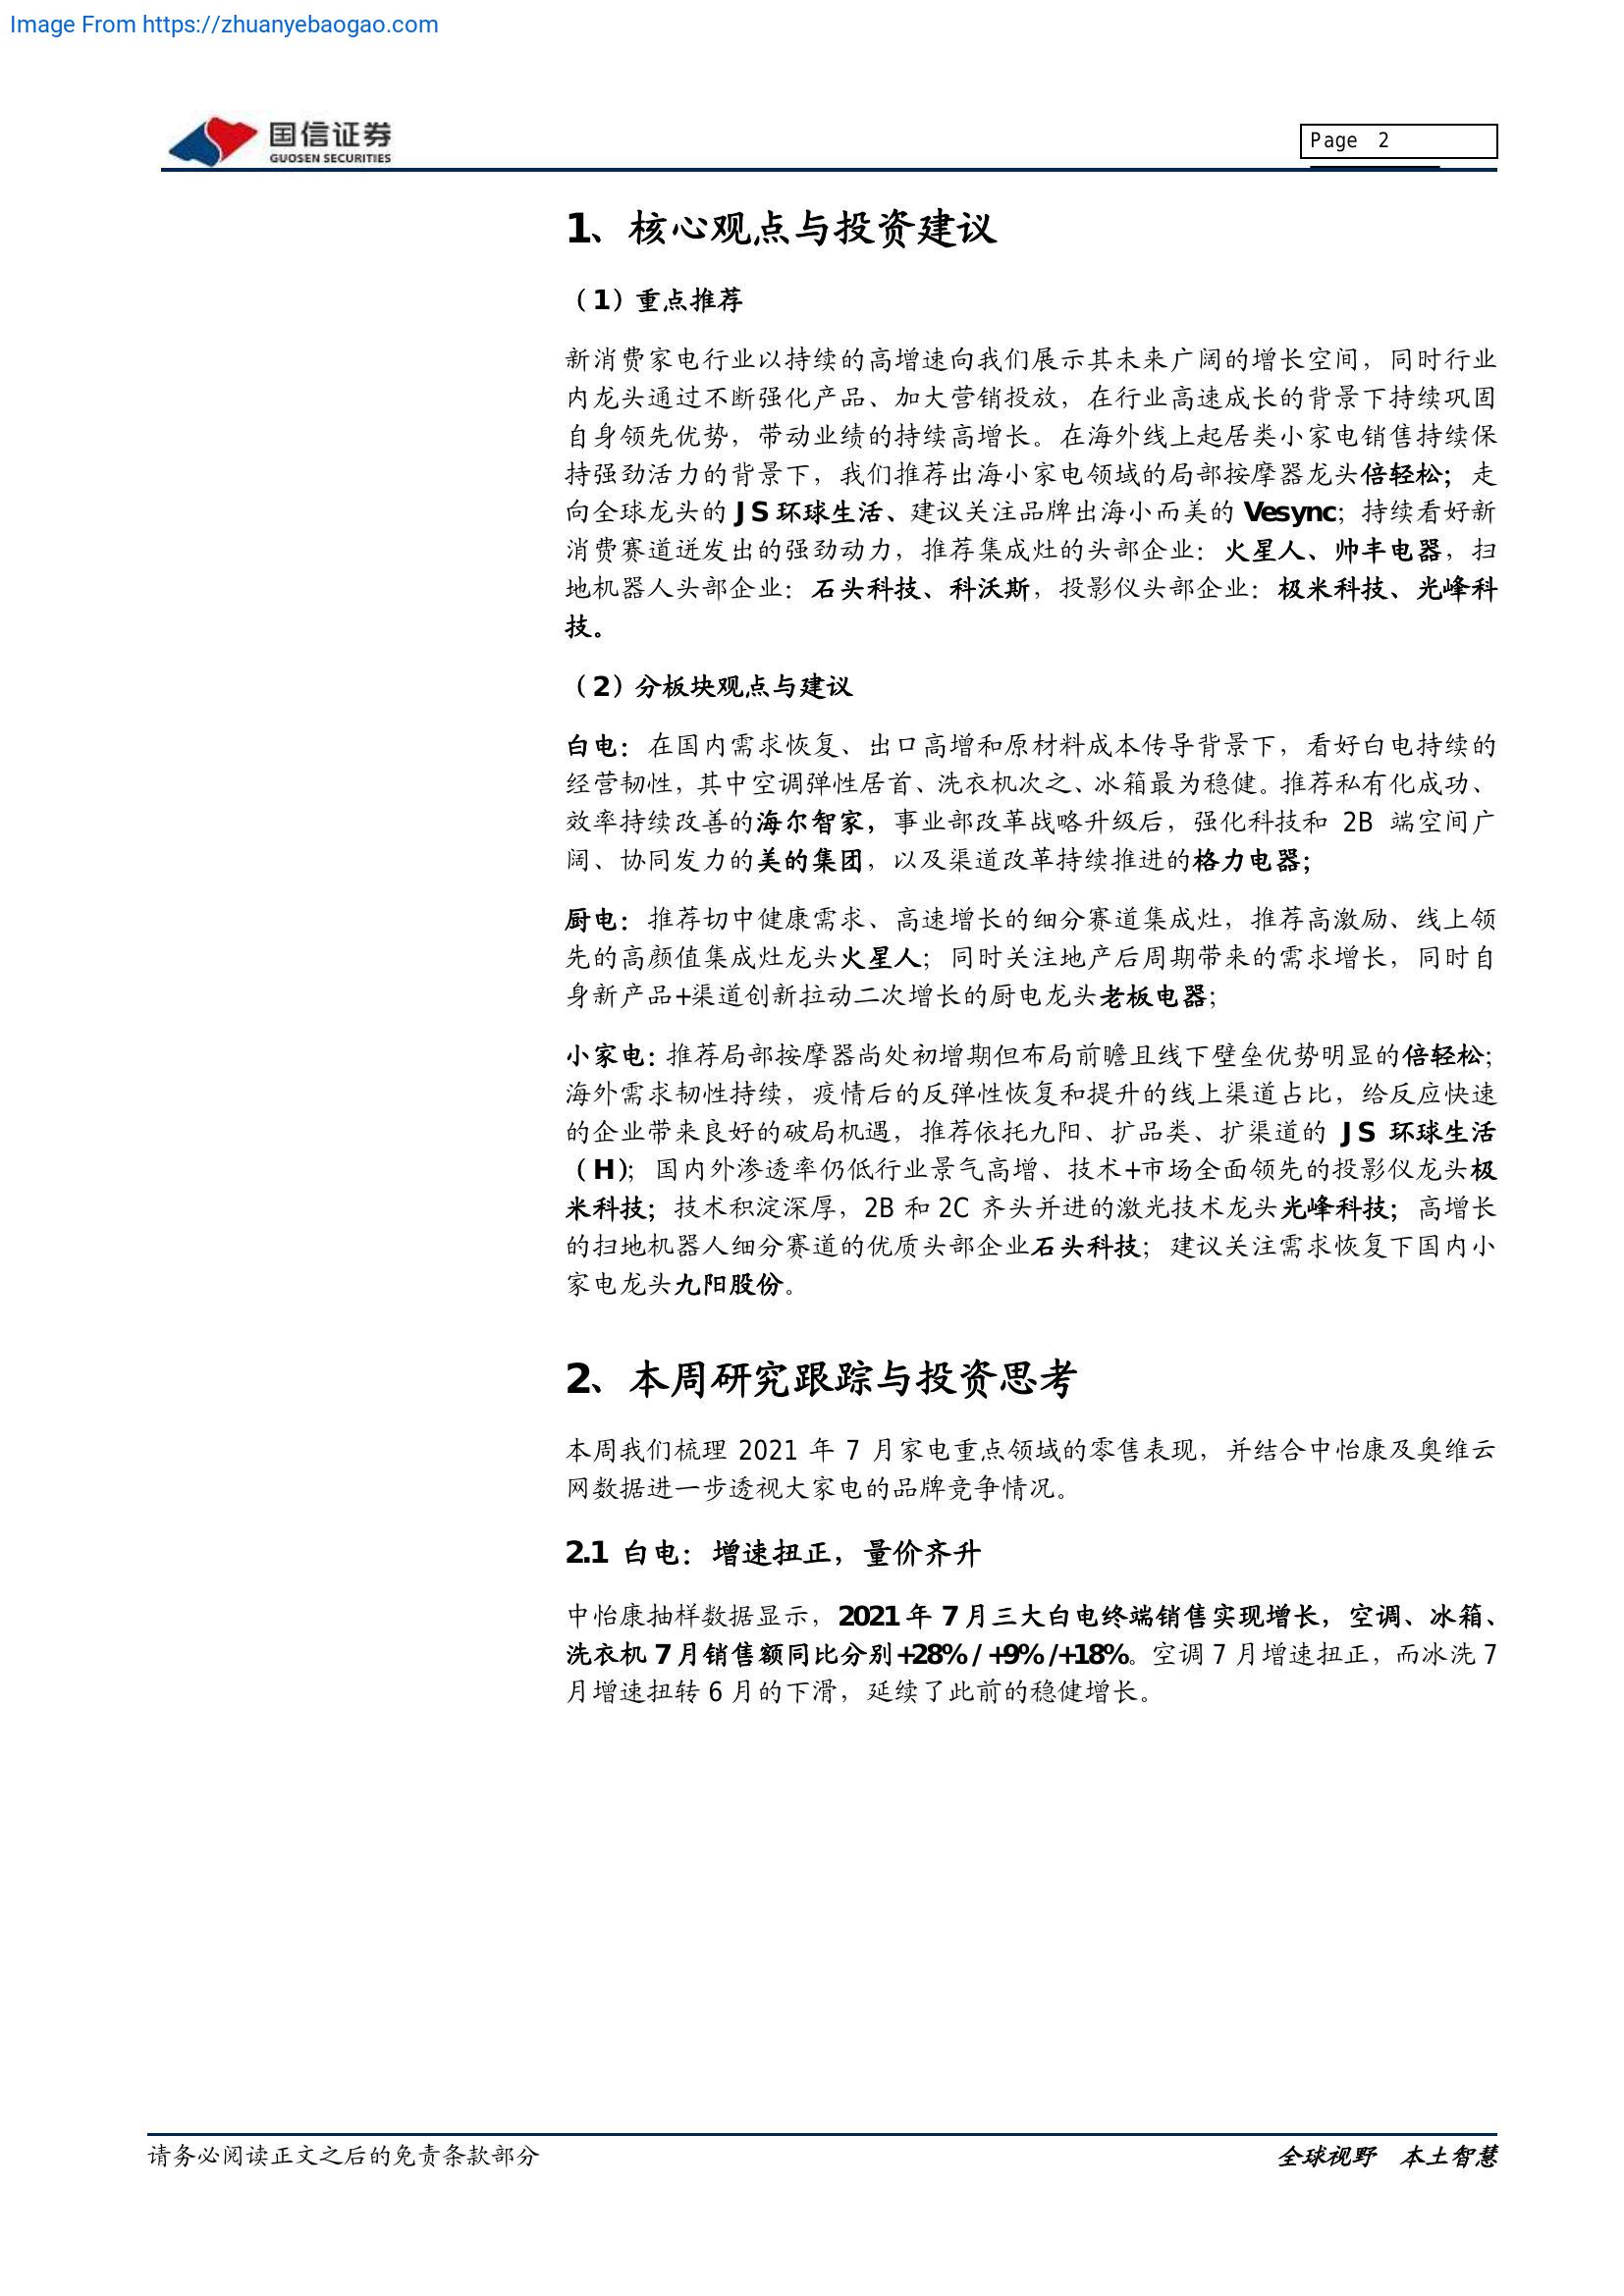 Image From https://zhuanyebaogao.com
国信证券
GUOSEN SECURITIES
Page 2
1、核心观点与投资建议
（1）重点推荐
新消费家电行业以持续的高增速向我们展示其未来广阔的增长空间，同时行业
内龙头通过不断强化产品、加大营销投放，在行业高速成长的背景下持续巩固
自身领先优势，带动业绩的持续高增长。在海外线上起居类小家电销售持续保
持强劲活力的背景下，我们推荐出海小家电领域的局部按摩器龙头倍轻松；走
向全球龙头的 JS 环球生活、建议关注品牌出海小而美的 Vesync；持续看好新
消费赛道迸发出的强劲动力，推荐集成灶的头部企业：火星人、帅丰电器，扫
地机器人头部企业：石头科技、科沃斯，投影仪头部企业：极米科技、光峰科
技。
（2）分板块观点与建议
白电：在国内需求恢复、出口高增和原材料成本传导背景下，看好白电持续的
经营韧性，其中空调弹性居首、洗衣机次之、冰箱最为稳健。推荐私有化成功、
效率持续改善的海尔智家，事业部改革战略升级后，强化科技和 2B 端空间广
阔、协同发力的美的集团，以及渠道改革持续推进的格力电器；
厨电：推荐切中健康需求、高速增长的细分赛道集成灶，推荐高激励、线上领
先的高颜值集成灶龙头火星人；同时关注地产后周期带来的需求增长，同时自
身新产品+渠道创新拉动二次增长的厨电龙头老板电器；
小家电：推荐局部按摩器尚处初增期但布局前瞻且线下壁垒优势明显的倍轻松；
海外需求韧性持续，疫情后的反弹性恢复和提升的线上渠道占比，给反应快速
的企业带来良好的破局机遇，推荐依托九阳、扩品类、扩渠道的 JS 环球生活
（H）；国内外渗透率仍低行业景气高增、技术+市场全面领先的投影仪龙头极
米科技；技术积淀深厚，2B 和 2C 齐头并进的激光技术龙头光峰科技；高增长
的扫地机器人细分赛道的优质头部企业石头科技；建议关注需求恢复下国内小
家电龙头九阳股份。
2、本周研究跟踪与投资思考
本周我们梳理 2021 年 7 月家电重点领域的零售表现，并结合中怡康及奥维云
网数据进一步透视大家电的品牌竞争情况。
2.1 白电：增速扭正，量价齐升
中怡康抽样数据显示，2021 年 7 月三大白电终端销售实现增长，空调、冰箱、
洗衣机 7 月销售额同比分别+28% / +9% /+18%。空调 7 月增速扭正，而冰洗 7
月增速扭转 6 月的下滑，延续了此前的稳健增长。
请务必阅读正文之后的免责条款部分
全球视野 本土智慧